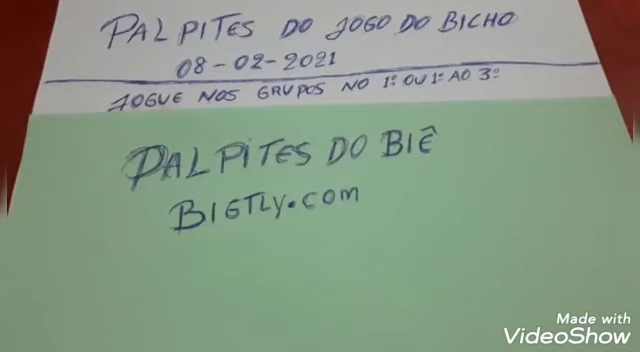 PALPITES DO JOGO DO BICHO
08-02-2021
JOGUE NOS GRUPOS NO 1º OU 1º AO 3º
PALPITES DO BIÊ
BIGTLY.COM
Made with
VideoShow